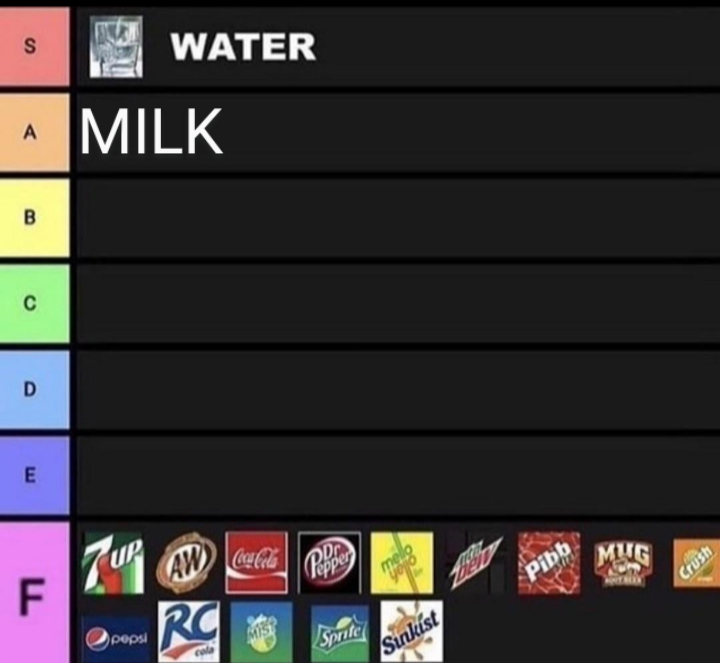 S
WATER
A
MILK
B
C
D
E
F
7UP
A&W
Coca-Cola
Dr Pepper
mello yello
Mtn Dew
Pibb
MUG
ROOT BEER
Crush
pepsi
RC
cola
MIST
Sprite
Sunkist